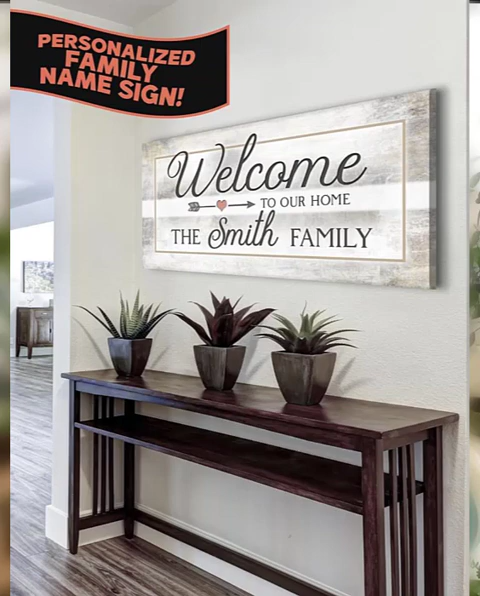 PERSONALIZED
FAMILY
NAME SIGN!
Welcome
TO OUR HOME
THE Smith FAMILY